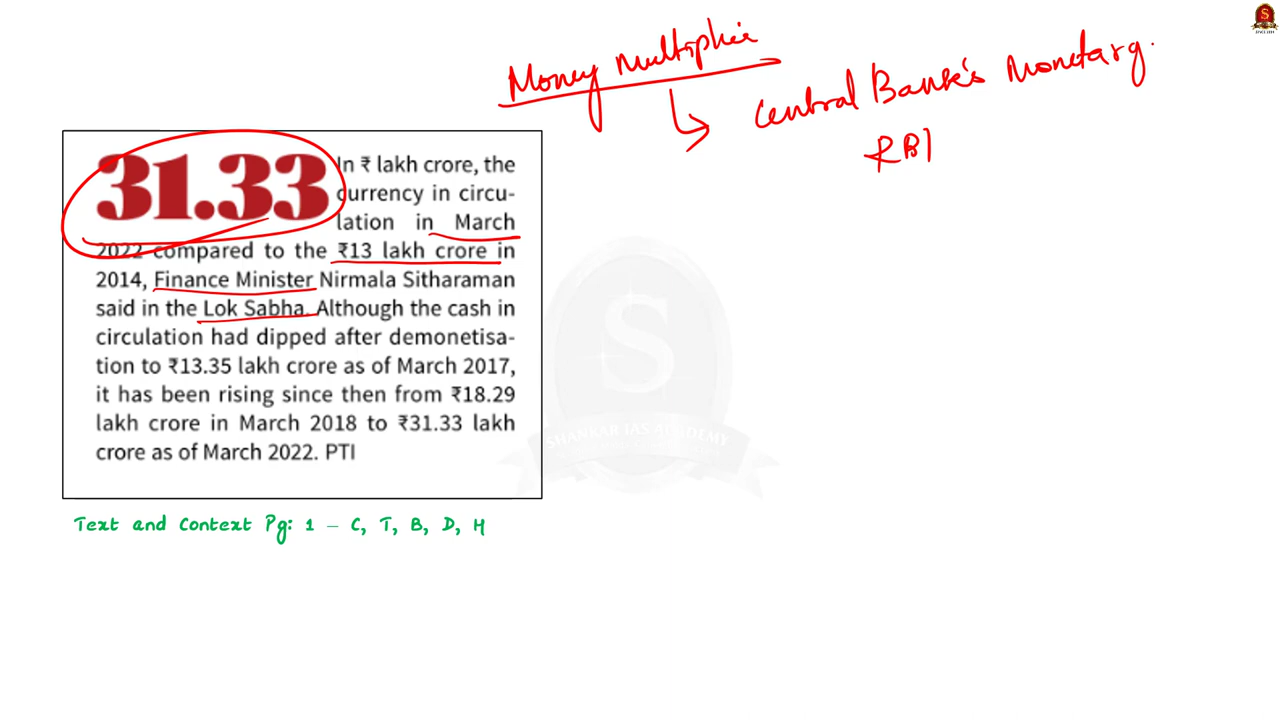 Money Multiplie
Central Bank's Monetary.
RBI
31.33 In ₹ lakh crore, the
currency in circu-
lation in March
2022 compared to the ₹13 lakh crore in
2014, Finance Minister Nirmala Sitharaman
said in the Lok Sabha. Although the cash in
circulation had dipped after demonetisa-
tion to ₹13.35 lakh crore as of March 2017,
it has been rising since then from ₹18.29
lakh crore in March 2018 to ₹31.33 lakh
crore as of March 2022. PTI
Text and Context Pg: 1 – C, T, B, D, H
S
SHANKAR IAS ACADEMY